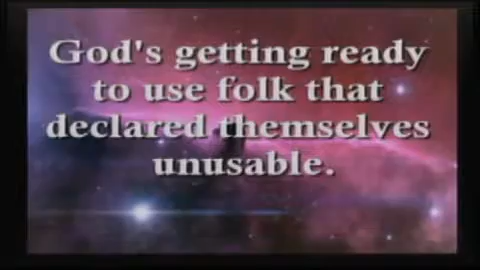 God's getting ready
to use folk that
declared themselves
unusable.